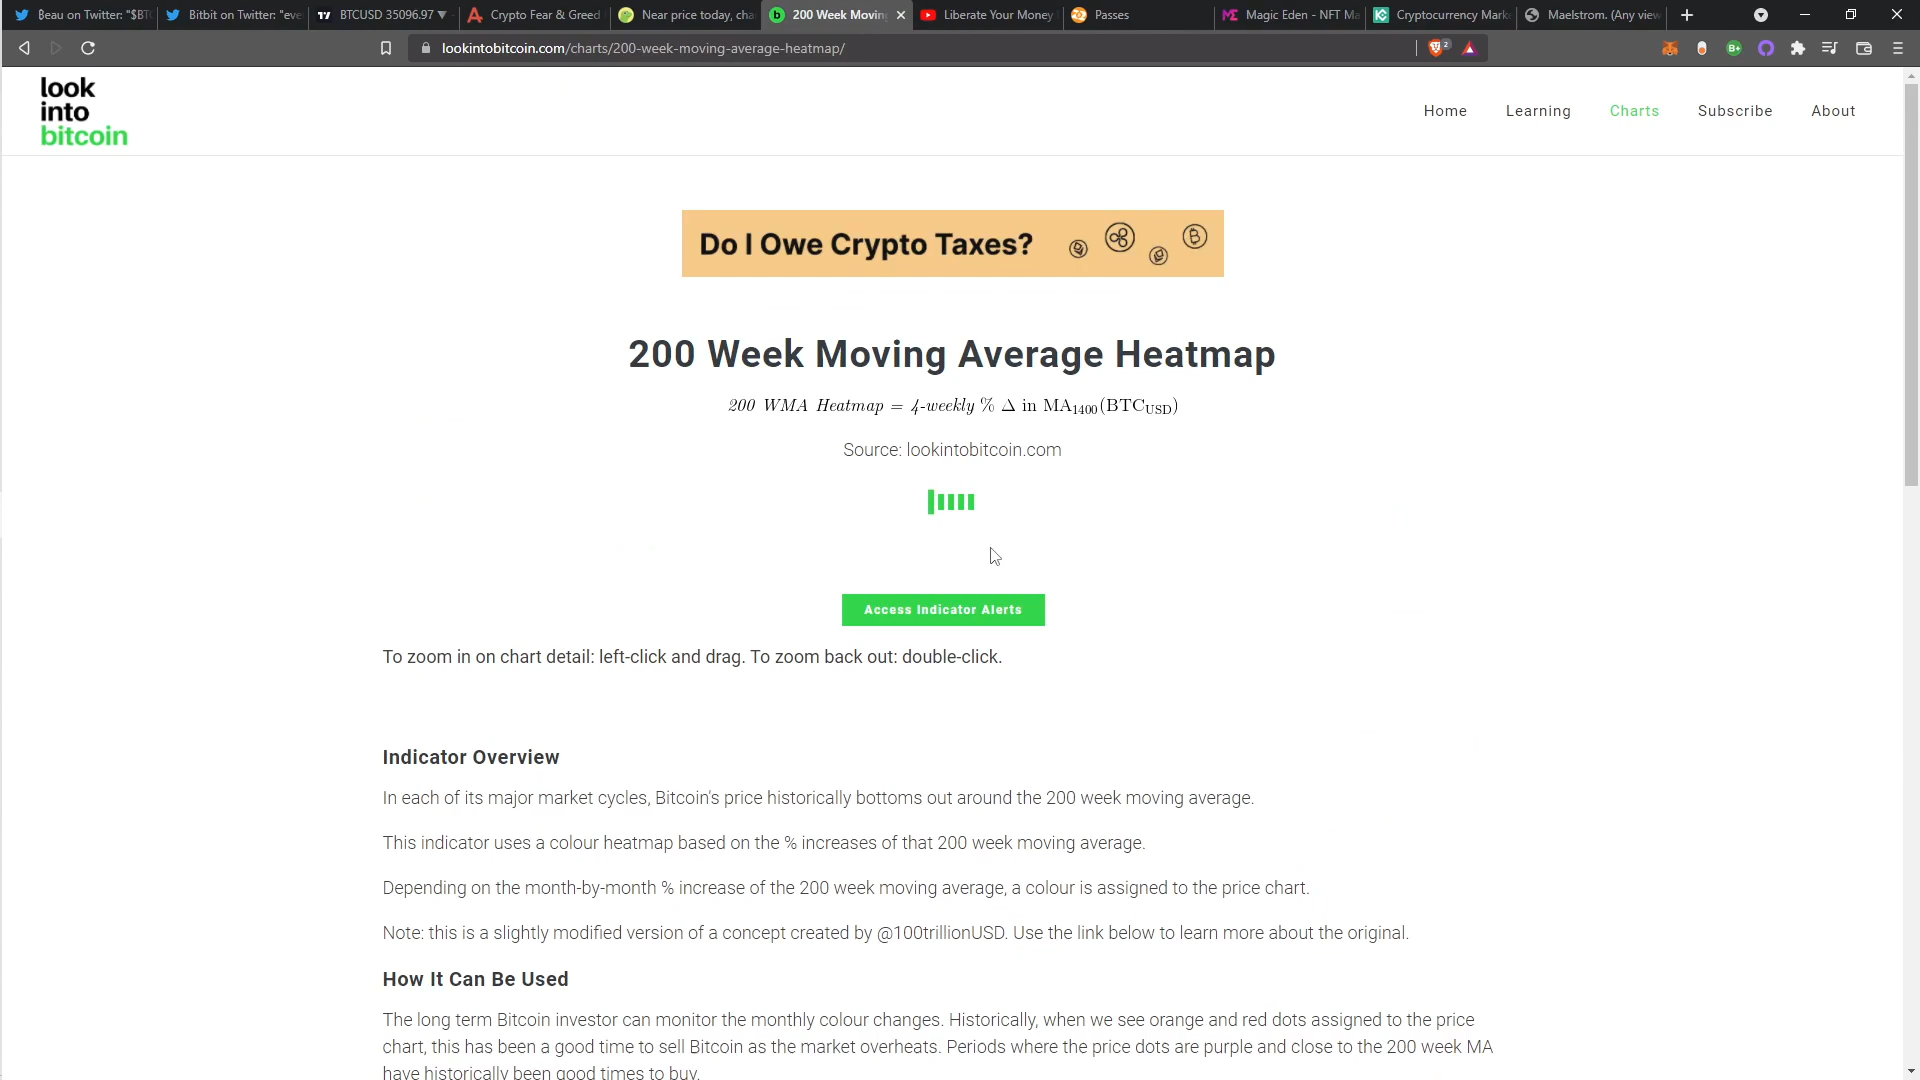 Beau on Twitter: "$BT
Bitbit on Twitter: "eve
BTCUSD 35096.97 ▼
Crypto Fear & Greed
Near price today, cha
200 Week Moving
Liberate Your Money
Passes
Magic Eden - NFT Ma
Cryptocurrency Mark
Maelstrom. (Any view
lookintobitcoin.com/charts/200-week-moving-average-heatmap/
2
look
into
bitcoin
Home
Learning
Charts
Subscribe
About
Do I Owe Crypto Taxes?
200 Week Moving Average Heatmap
200 WMA Heatmap = 4-weekly % Δ in MA1400(BTCUSD)
Source: lookintobitcoin.com
Access Indicator Alerts
To zoom in on chart detail: left-click and drag. To zoom back out: double-click.
Indicator Overview
In each of its major market cycles, Bitcoin's price historically bottoms out around the 200 week moving average.
This indicator uses a colour heatmap based on the % increases of that 200 week moving average.
Depending on the month-by-month % increase of the 200 week moving average, a colour is assigned to the price chart.
Note: this is a slightly modified version of a concept created by @100trillionUSD. Use the link below to learn more about the original.
How It Can Be Used
The long term Bitcoin investor can monitor the monthly colour changes. Historically, when we see orange and red dots assigned to the price
chart, this has been a good time to sell Bitcoin as the market overheats. Periods where the price dots are purple and close to the 200 week MA
have historically been good times to buy.